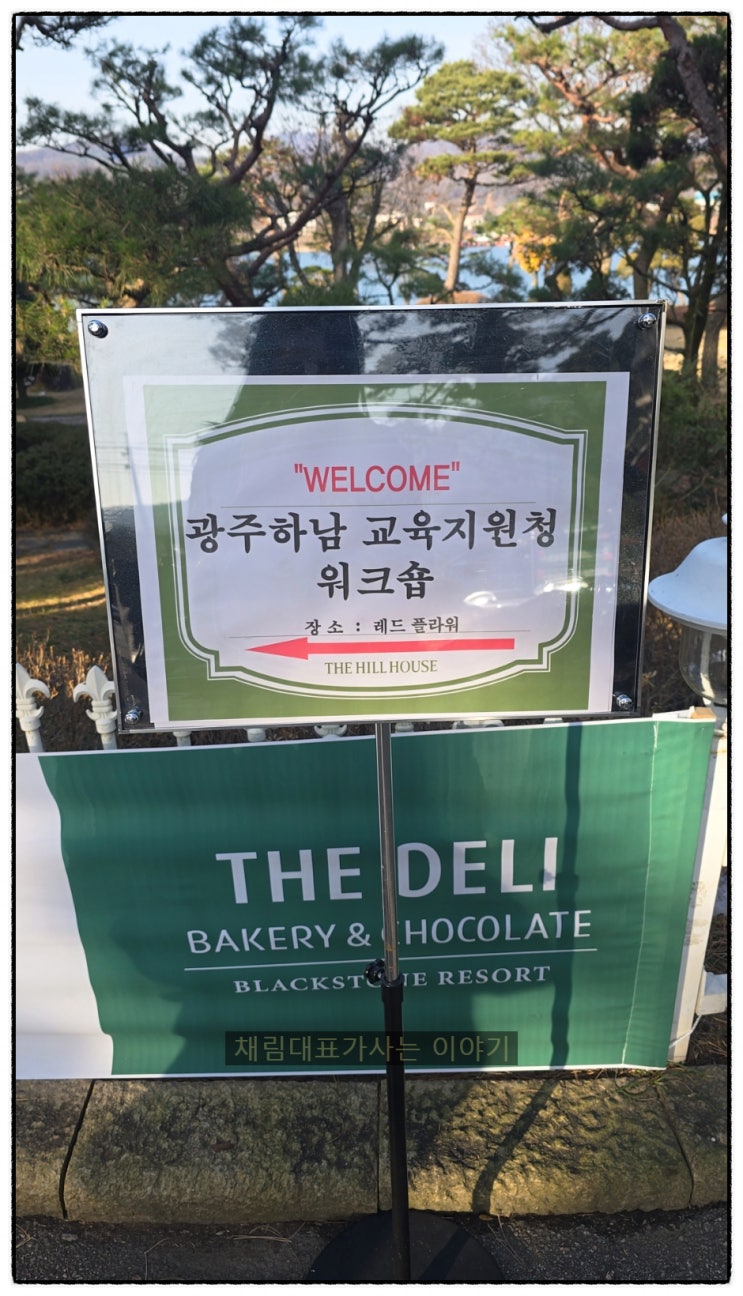 "WELCOME"
광주하남 교육지원청
워크숍
장 소 : 레드 플라워
THE HILL HOUSE
THE DELI
BAKERY & CHOCOLATE
BLACKSTONE RESORT
채림대표가사는 이야기